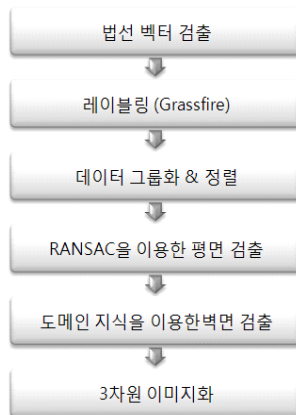 법선 벡터 검출
레이블링 (Grassfire)
데이터 그룹화 & 정렬
RANSAC을 이용한 평면 검출
도메인 지식을 이용한벽면 검출
3차원 이미지화